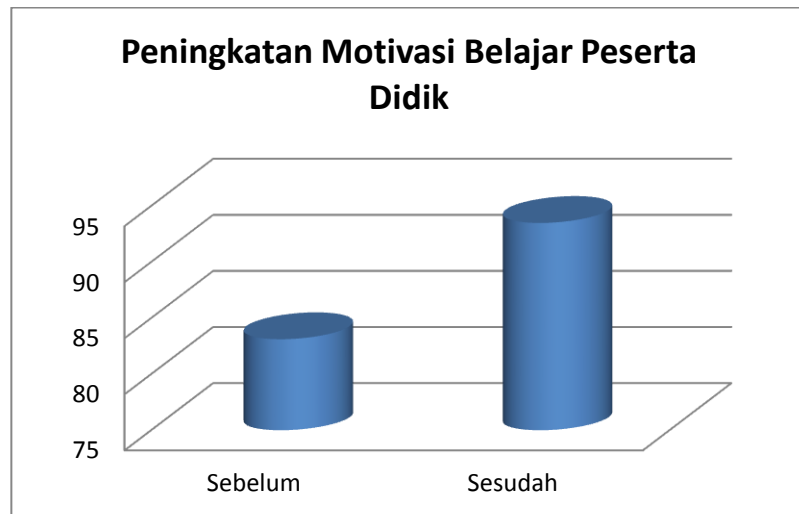 Peningkatan Motivasi Belajar Peserta
Didik
95
90
85
80
75
Sebelum
Sesudah